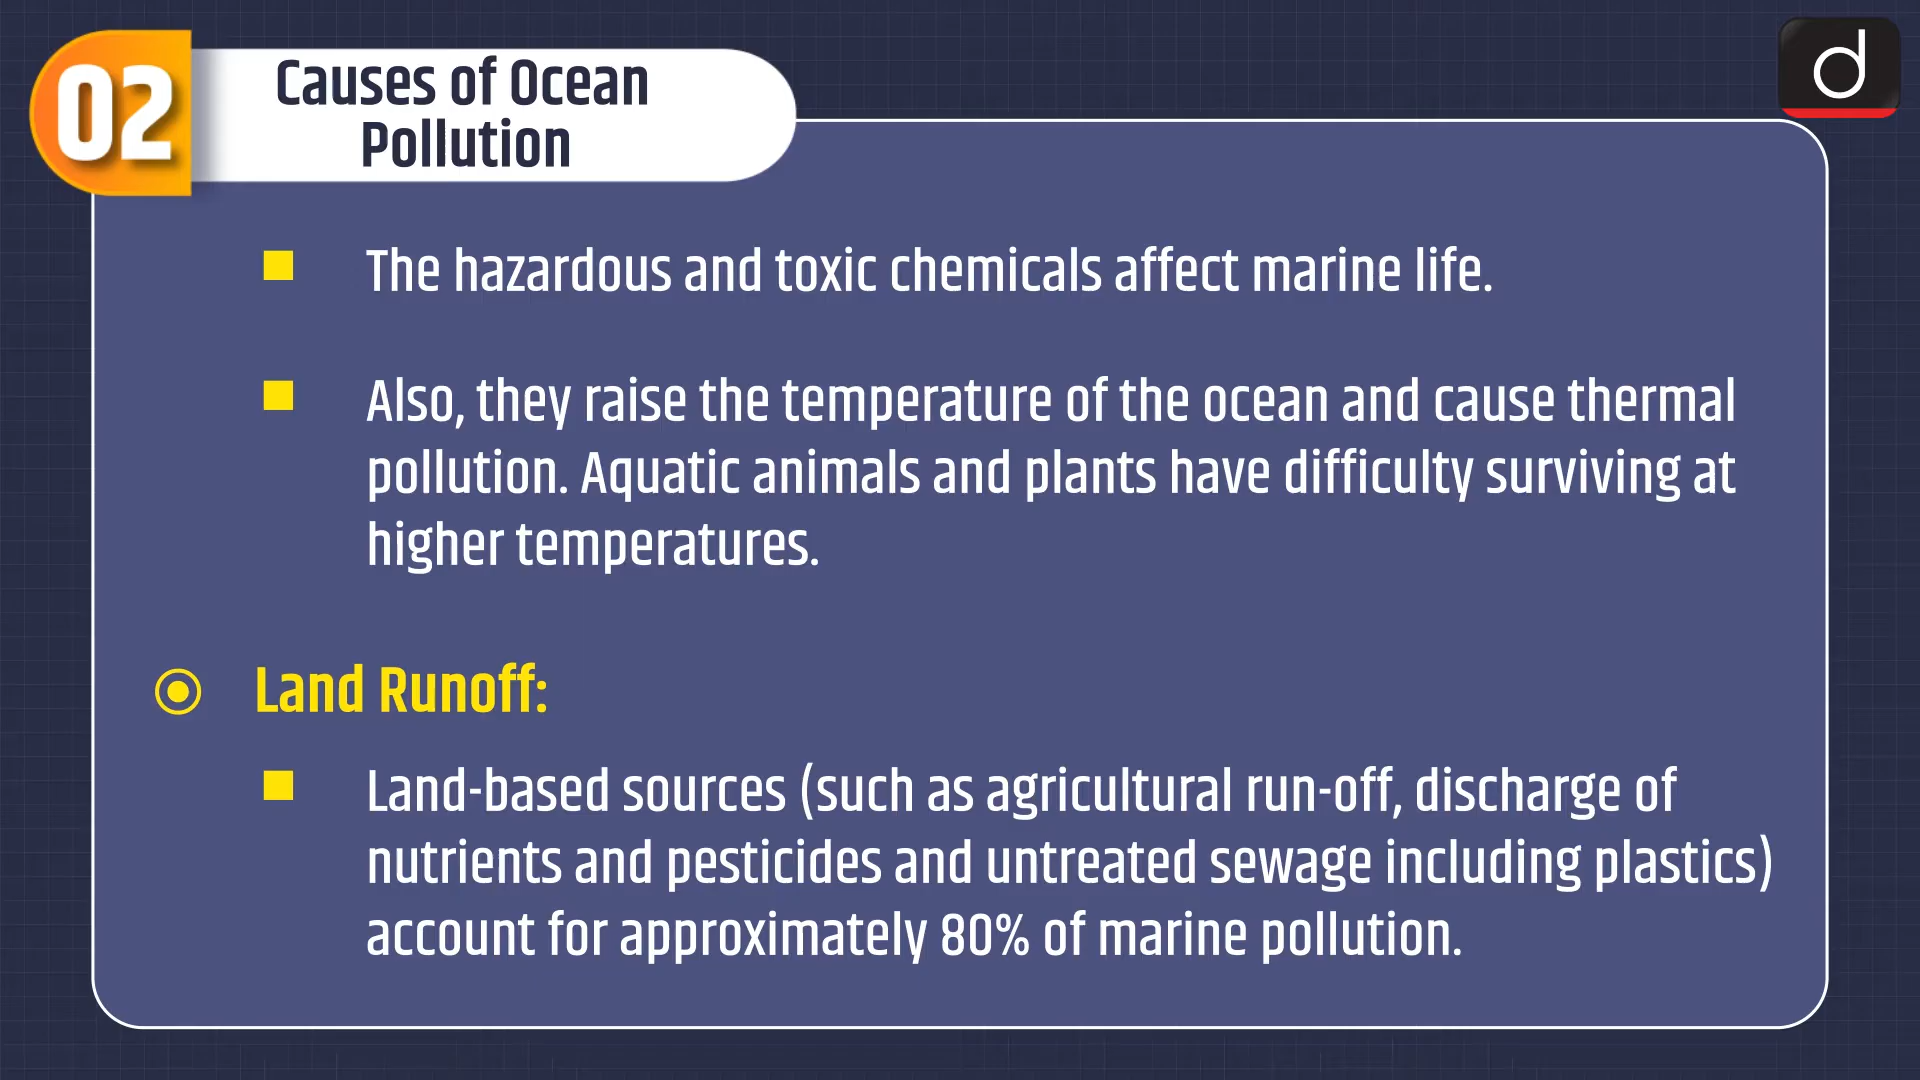 02
Causes of Ocean
Pollution
d
The hazardous and toxic chemicals affect marine life.
Also, they raise the temperature of the ocean and cause thermal
pollution. Aquatic animals and plants have difficulty surviving at
higher temperatures.
Land Runoff:
Land-based sources (such as agricultural run-off, discharge of
nutrients and pesticides and untreated sewage including plastics)
account for approximately 80% of marine pollution.